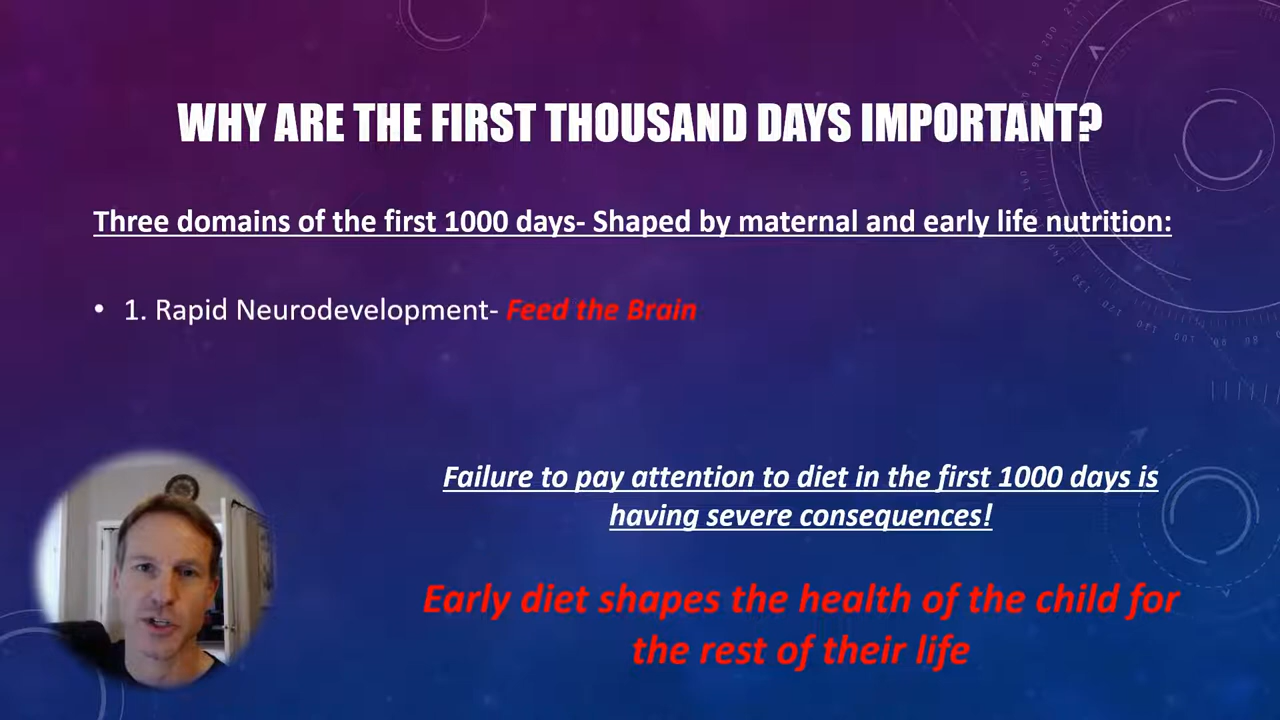 WHY ARE THE FIRST THOUSAND DAYS IMPORTANT?
Three domains of the first 1000 days- Shaped by maternal and early life nutrition:
• 1. Rapid Neurodevelopment- Feed the Brain
Failure to pay attention to diet in the first 1000 days is
having severe consequences!
Early diet shapes the health of the child for
the rest of their life